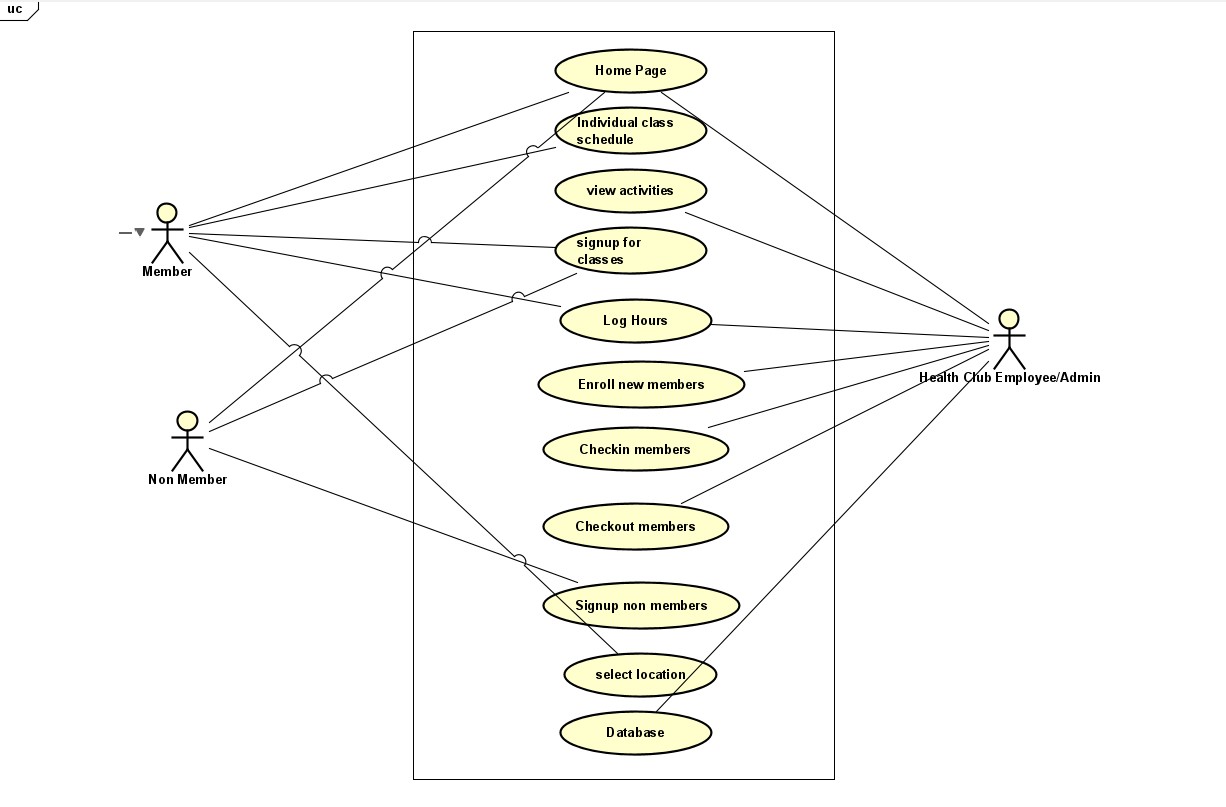 uc
Home Page
Individual class
schedule
view activities
signup for
classes
Log Hours
Enroll new members
Checkin members
Checkout members
Signup non members
select location
Database
Member
Non Member
Health Club Employee/Admin